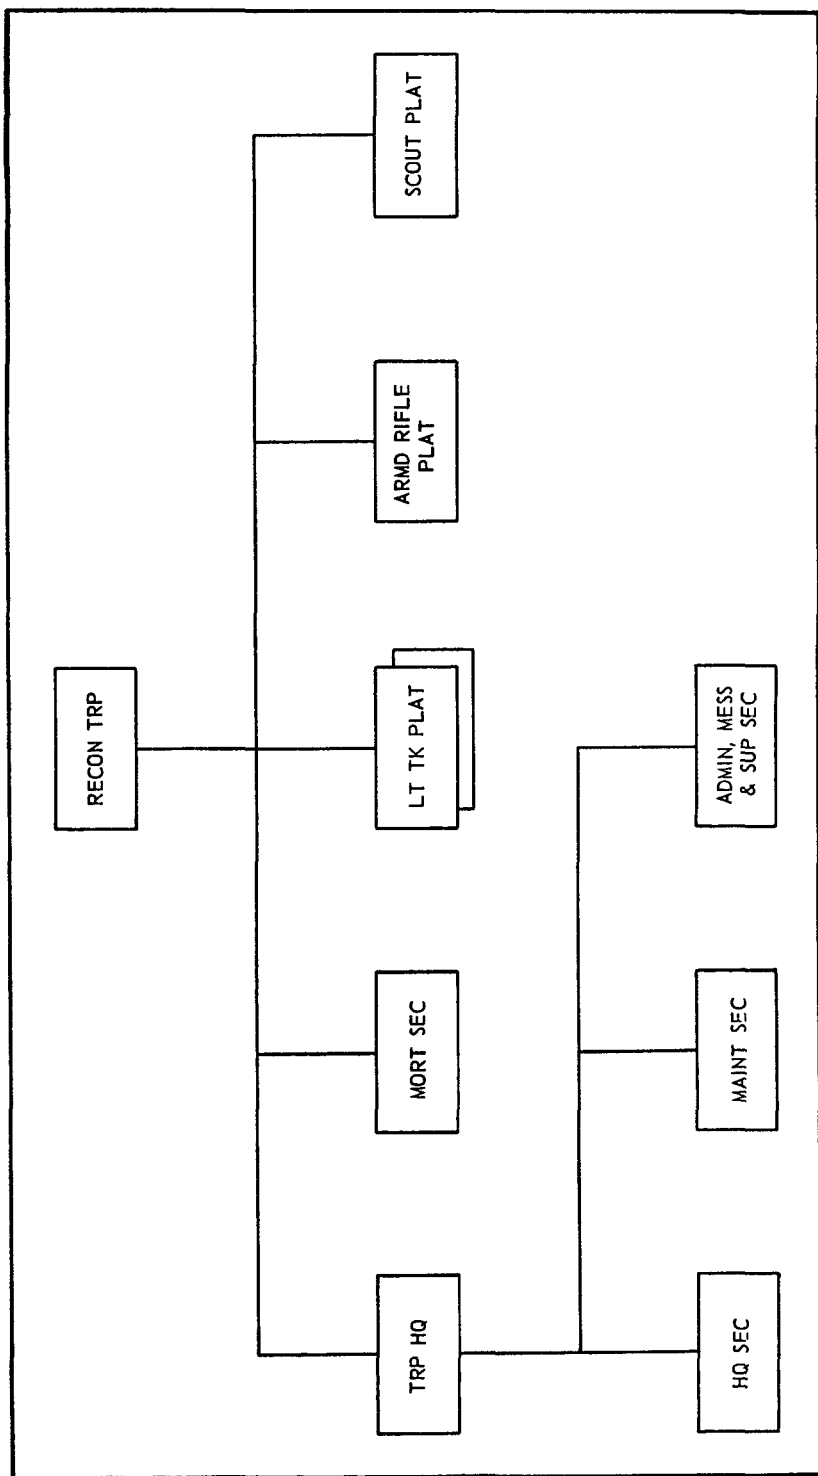 RECON TRP
TRP HQ
MORT SEC
LT TK PLAT
ARMD RIFLE
PLAT
SCOUT PLAT
HQ SEC
MAINT SEC
ADMIN, MESS
& SUP SEC